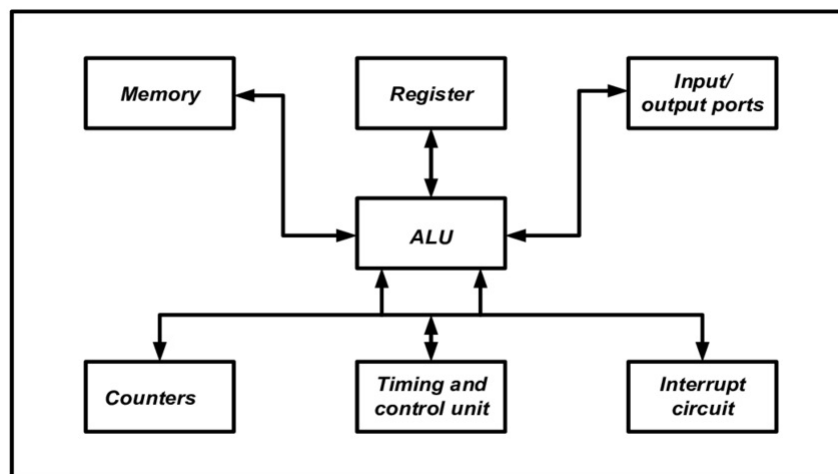 Memory
Register
Input/
output ports
ALU
Counters
Timing and
control unit
Interrupt
circuit